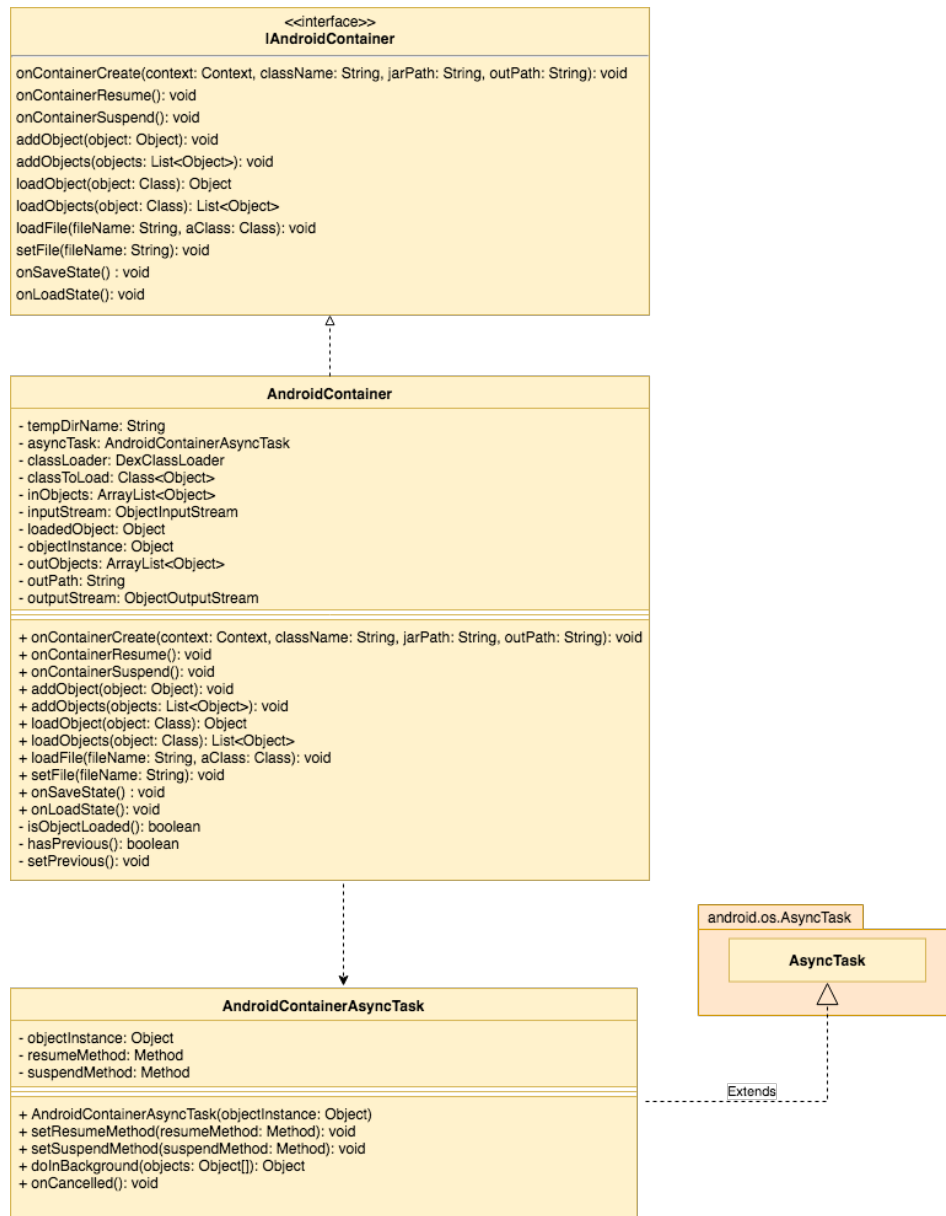 <<interface>>
IAndroidContainer
onContainerCreate(context: Context, className: String, jarPath: String, outPath: String): void
onContainerResume(): void
onContainerSuspend(): void
addObject(object: Object): void
addObjects(objects: List<Object>): void
loadObject(object: Class): Object
loadObjects(object: Class): List<Object>
loadFile(fileName: String, aClass: Class): void
setFile(fileName: String): void
onSaveState() : void
onLoadState(): void
AndroidContainer
- tempDirName: String
- asyncTask: AndroidContainerAsyncTask
- classLoader: DexClassLoader
- classToLoad: Class<Object>
- inObjects: ArrayList<Object>
- inputStream: ObjectInputStream
- loadedObject: Object
- objectInstance: Object
- outObjects: ArrayList<Object>
- outPath: String
- outputStream: ObjectOutputStream
+ onContainerCreate(context: Context, className: String, jarPath: String, outPath: String): void
+ onContainerResume(): void
+ onContainerSuspend(): void
+ addObject(object: Object): void
+ addObjects(objects: List<Object>): void
+ loadObject(object: Class): Object
+ loadObjects(object: Class): List<Object>
+ loadFile(fileName: String, aClass: Class): void
+ setFile(fileName: String): void
+ onSaveState() : void
+ onLoadState(): void
- isObjectLoaded(): boolean
- hasPrevious(): boolean
- setPrevious(): void
android.os.AsyncTask
AsyncTask
AndroidContainerAsyncTask
- objectInstance: Object
- resumeMethod: Method
- suspendMethod: Method
Extends
+ AndroidContainerAsyncTask(objectInstance: Object)
+ setResumeMethod(resumeMethod: Method): void
+ setSuspendMethod(suspendMethod: Method): void
+ doInBackground(objects: Object[]): Object
+ onCancelled(): void